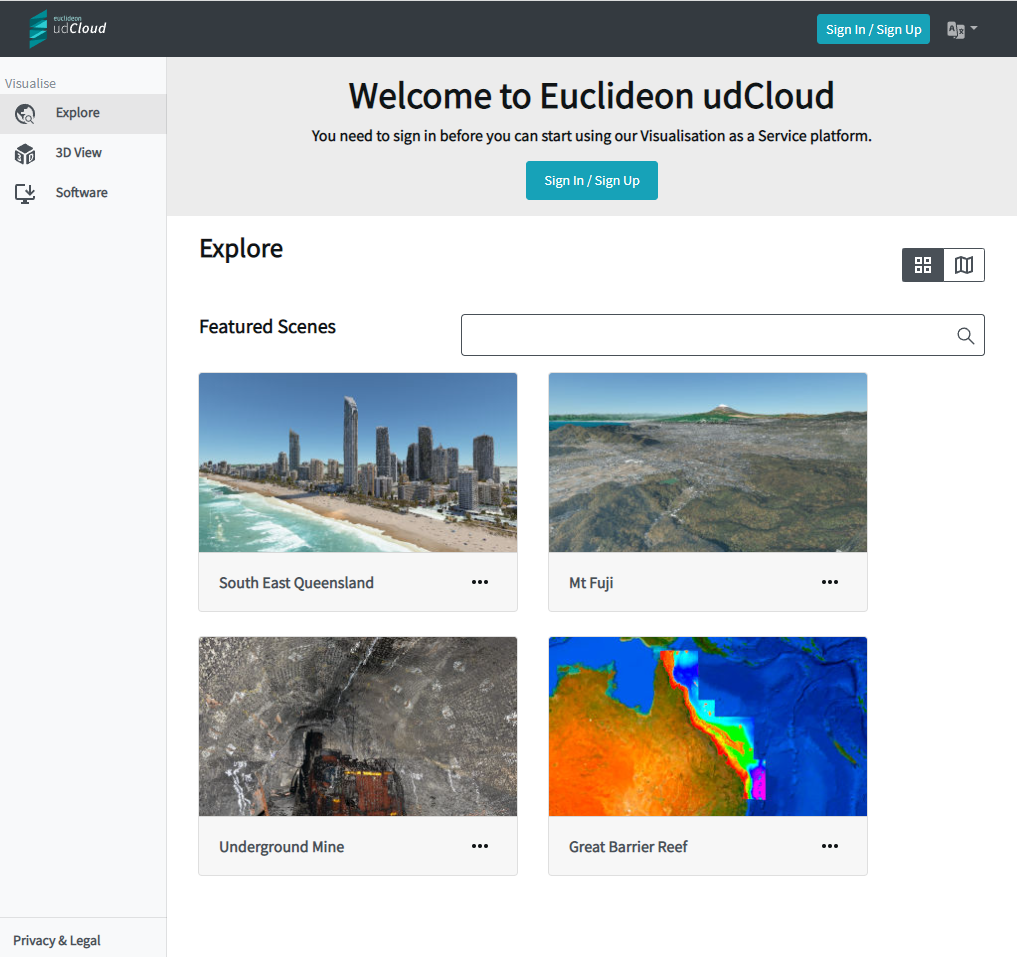 euclideon
udCloud
Sign In / Sign Up
Visualise
Explore
3D View
Software
Welcome to Euclideon udCloud
You need to sign in before you can start using our Visualisation as a Service platform.
Sign In / Sign Up
Explore
Featured Scenes
South East Queensland
Mt Fuji
Underground Mine
Great Barrier Reef
Privacy & Legal